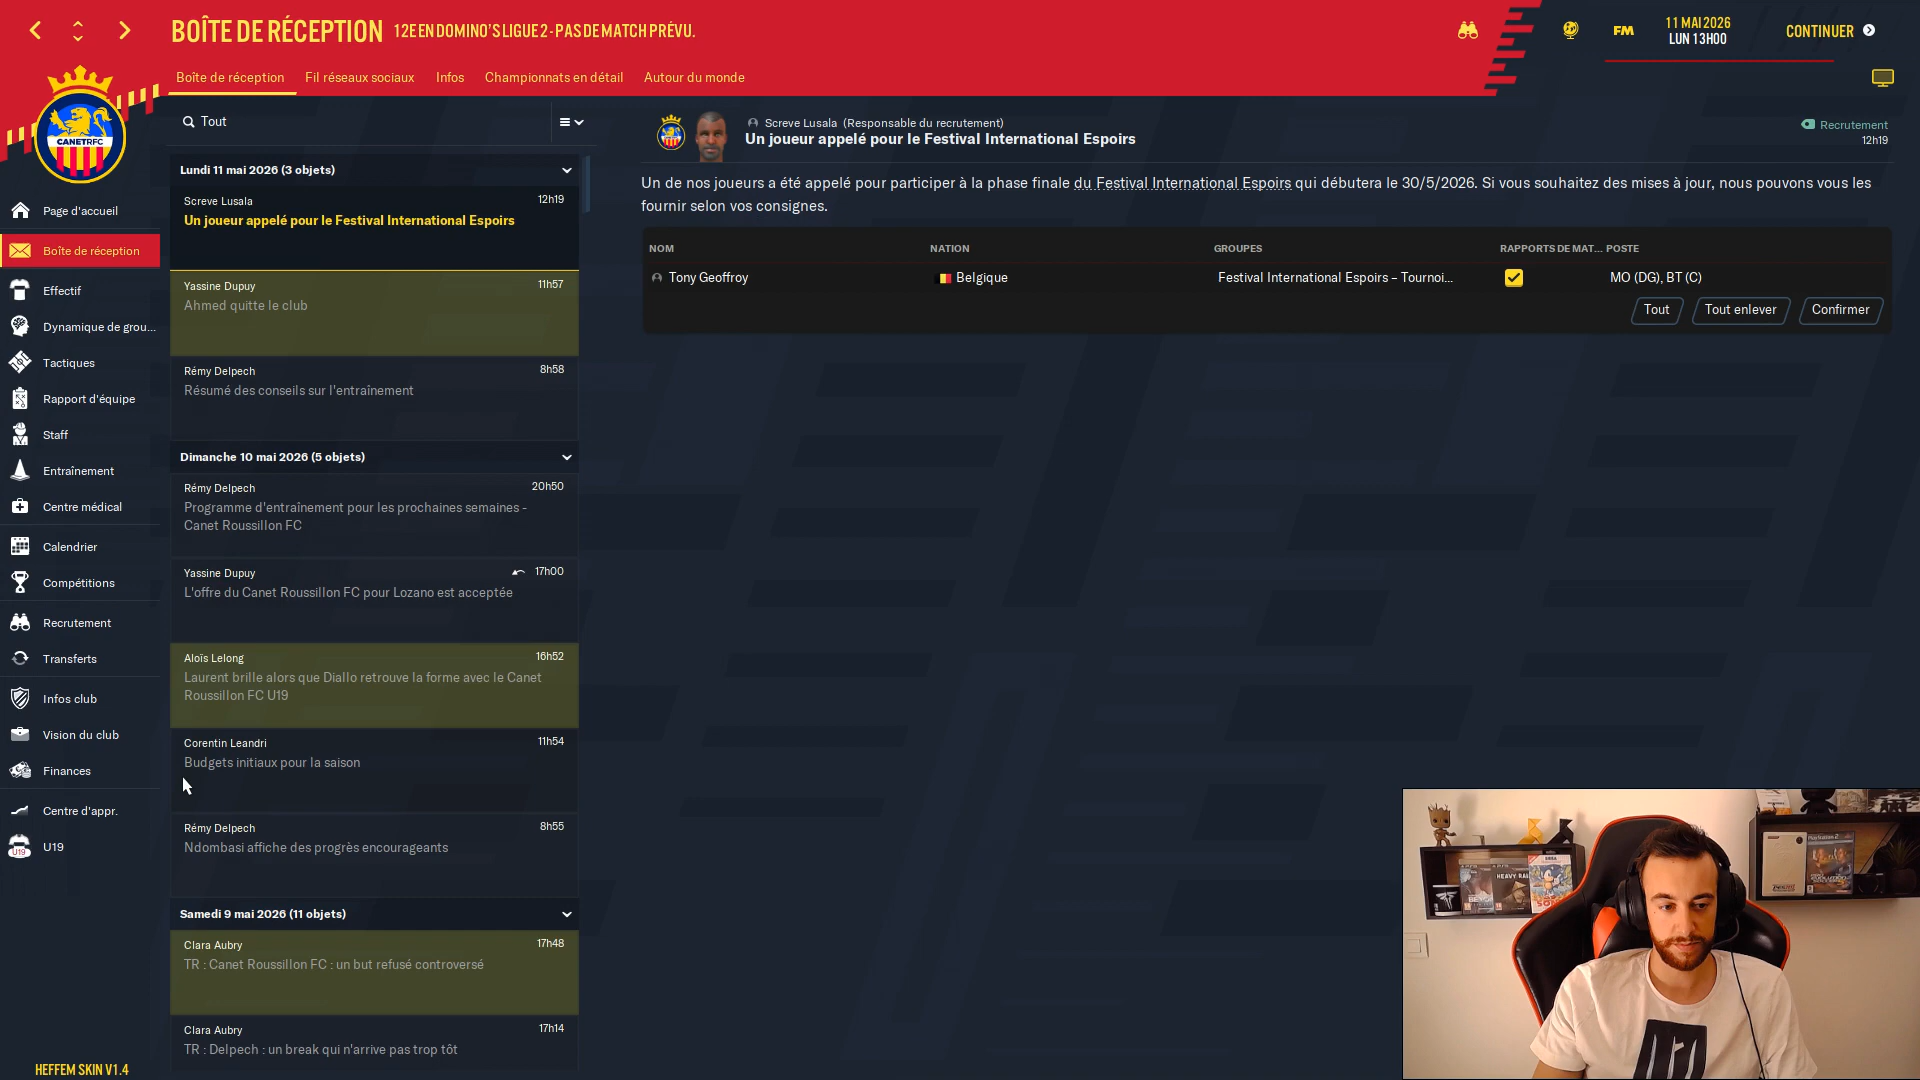 BOÎTE DE RÉCEPTION
12E EN DOMINO'S LIGUE 2 - PAS DE MATCH PRÉVU.
FM
11 MAI 2026
LUN 13H00
CONTINUER
Boîte de réception
Fil réseaux sociaux
Infos
Championnats en détail
Autour du monde
CANET RFC
Page d'accueil
Boîte de réception
Effectif
Dynamique de grou...
Tactiques
Rapport d'équipe
Staff
Entraînement
Centre médical
Calendrier
Compétitions
Recrutement
Transferts
Infos club
Vision du club
Finances
Centre d'appr.
U19
U19
HEFFEM SKIN V1.4
Tout
Lundi 11 mai 2026 (3 objets)
Screve Lusala
12h19
Un joueur appelé pour le Festival International Espoirs
Yassine Dupuy
11h57
Ahmed quitte le club
Rémy Delpech
8h58
Résumé des conseils sur l'entraînement
Dimanche 10 mai 2026 (5 objets)
Rémy Delpech
20h50
Programme d'entraînement pour les prochaines semaines -
Canet Roussillon FC
Yassine Dupuy
17h00
L'offre du Canet Roussillon FC pour Lozano est acceptée
Aloïs Lelong
16h52
Laurent brille alors que Diallo retrouve la forme avec le Canet
Roussillon FC U19
Corentin Leandri
11h54
Budgets initiaux pour la saison
Rémy Delpech
8h55
Ndombasi affiche des progrès encourageants
Samedi 9 mai 2026 (11 objets)
Clara Aubry
17h48
TR : Canet Roussillon FC : un but refusé controversé
Clara Aubry
17h14
TR : Delpech : un break qui n'arrive pas trop tôt
Screve Lusala (Responsable du recrutement)
Un joueur appelé pour le Festival International Espoirs
Recrutement
12h19
Un de nos joueurs a été appelé pour participer à la phase finale du Festival International Espoirs qui débutera le 30/5/2026. Si vous souhaitez des mises à jour, nous pouvons vous les
fournir selon vos consignes.
NOM
NATION
GROUPES
RAPPORTS DE MAT...
POSTE
Tony Geoffroy
Belgique
Festival International Espoirs – Tournoi...
MO (DG), BT (C)
Tout
Tout enlever
Confirmer
HEAVY RAIN
PlayStation 2